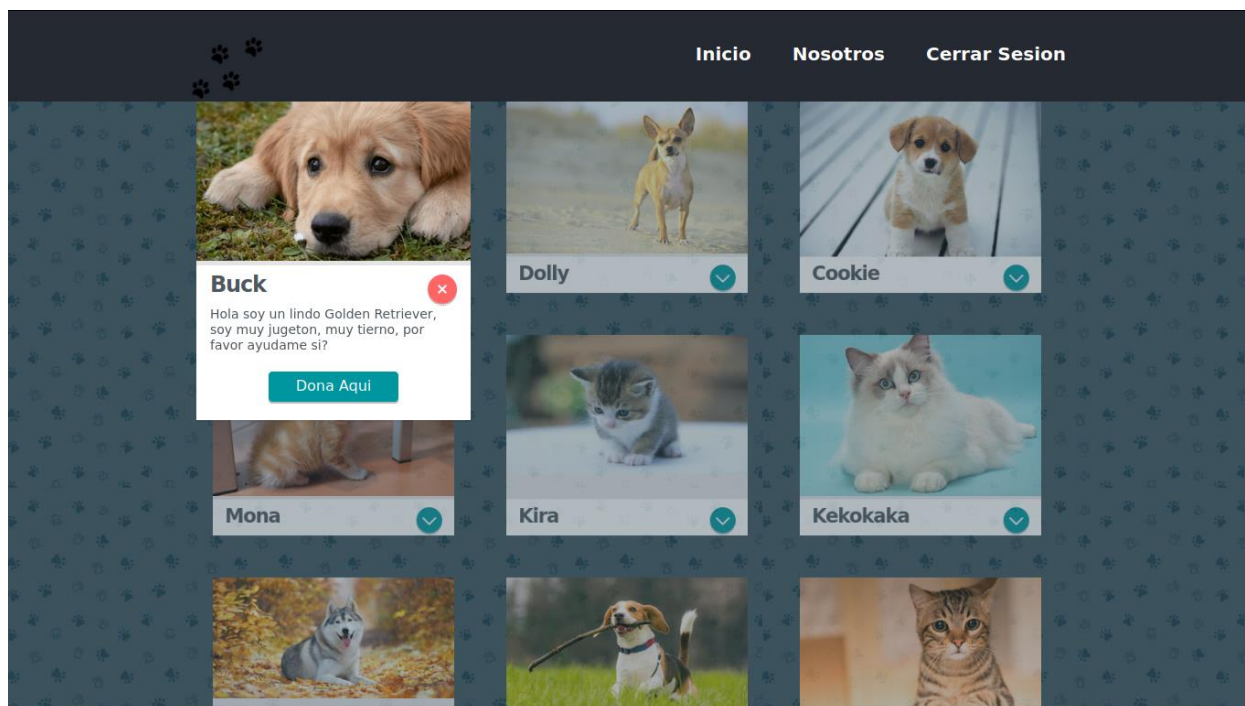 Inicio Nosotros Cerrar Sesion
Buck
Hola soy un lindo Golden Retriever,
soy muy jugeton, muy tierno, por
favor ayudame si?
Dona Aqui
Dolly
Cookie
Mona
Kira
Kekokaka